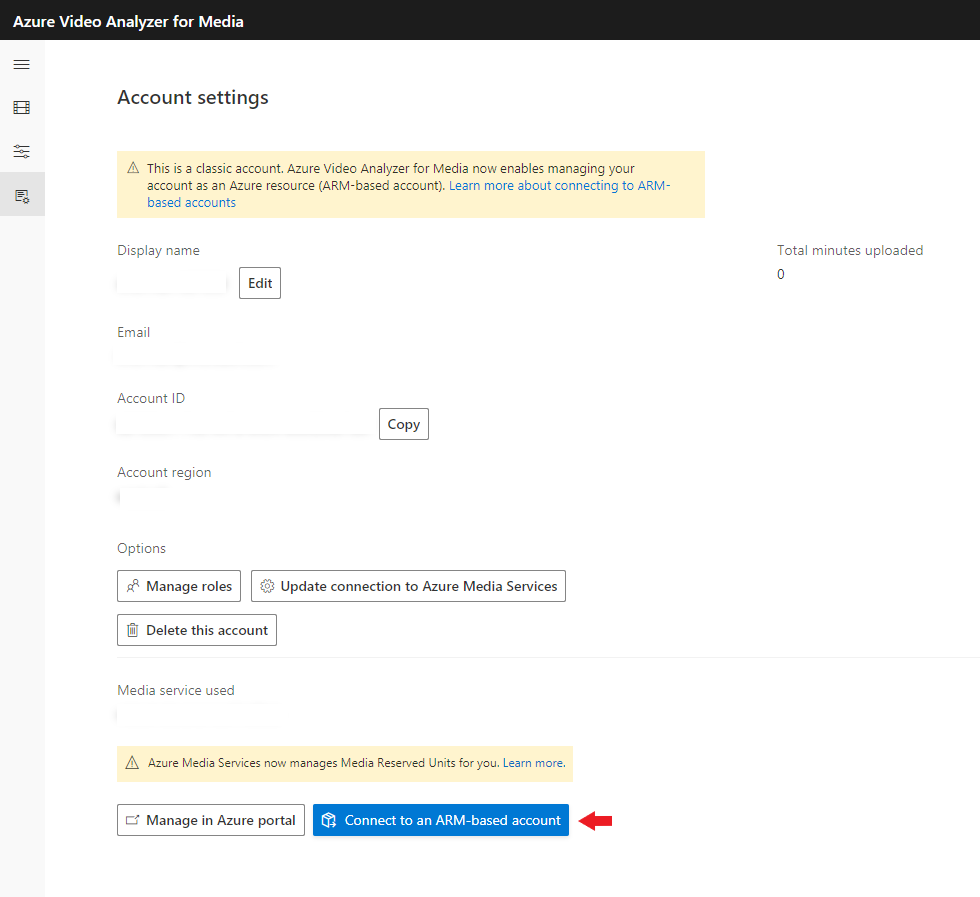 Azure Video Analyzer for Media
Account settings
This is a classic account. Azure Video Analyzer for Media now enables managing your
account as an Azure resource (ARM-based account). Learn more about connecting to ARM-
based accounts
Display name
Edit
Total minutes uploaded
0
Email
Account ID
Copy
Account region
Options
Manage roles
Update connection to Azure Media Services
Delete this account
Media service used
Azure Media Services now manages Media Reserved Units for you. Learn more.
Manage in Azure portal
Connect to an ARM-based account